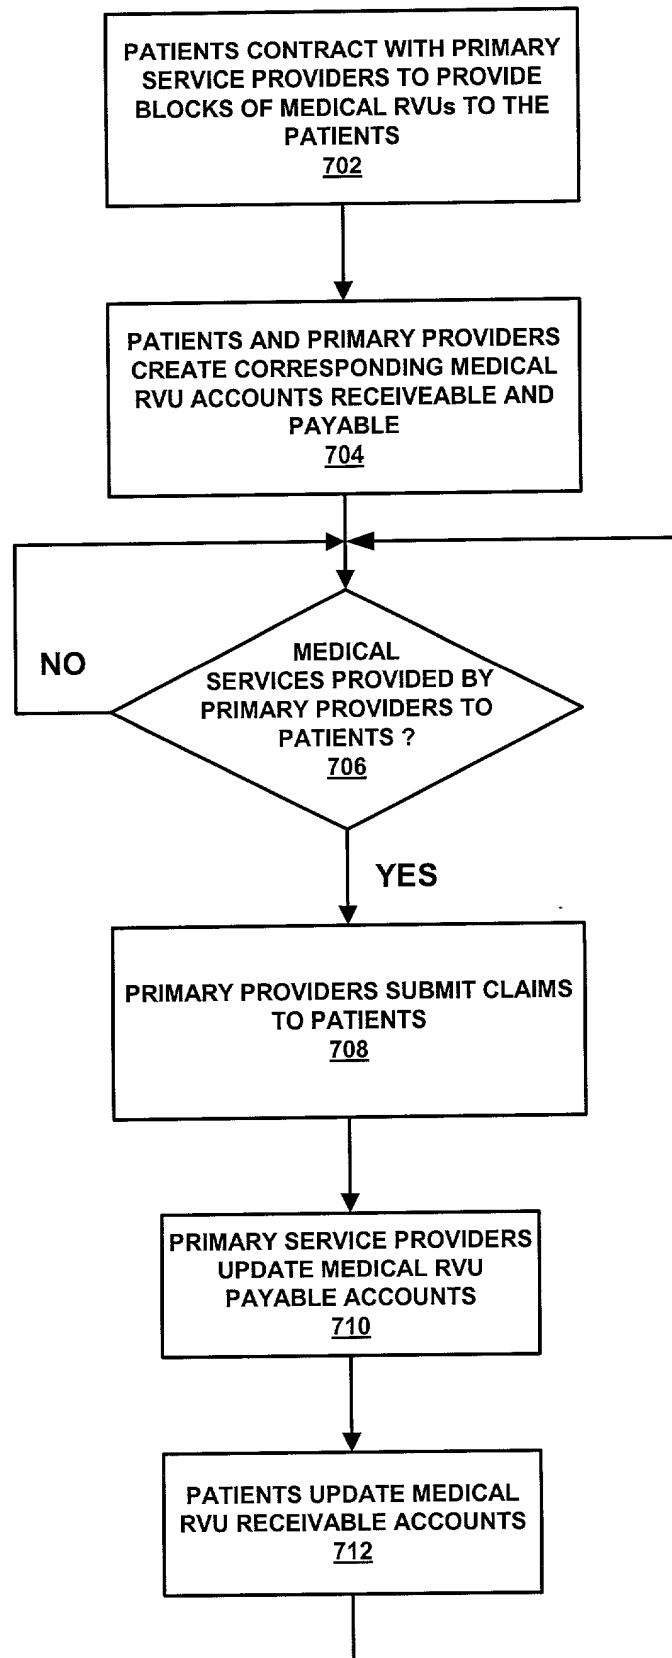 PATIENTS CONTRACT WITH PRIMARY
SERVICE PROVIDERS TO PROVIDE
BLOCKS OF MEDICAL RVUs TO THE
PATIENTS
702
PATIENTS AND PRIMARY PROVIDERS
CREATE CORRESPONDING MEDICAL
RVU ACCOUNTS RECEIVEABLE AND
PAYABLE
704
NO
MEDICAL
SERVICES PROVIDED BY
PRIMARY PROVIDERS TO
PATIENTS ?
706
YES
PRIMARY PROVIDERS SUBMIT CLAIMS
TO PATIENTS
708
PRIMARY SERVICE PROVIDERS
UPDATE MEDICAL RVU
PAYABLE ACCOUNTS
710
PATIENTS UPDATE MEDICAL
RVU RECEIVABLE ACCOUNTS
712